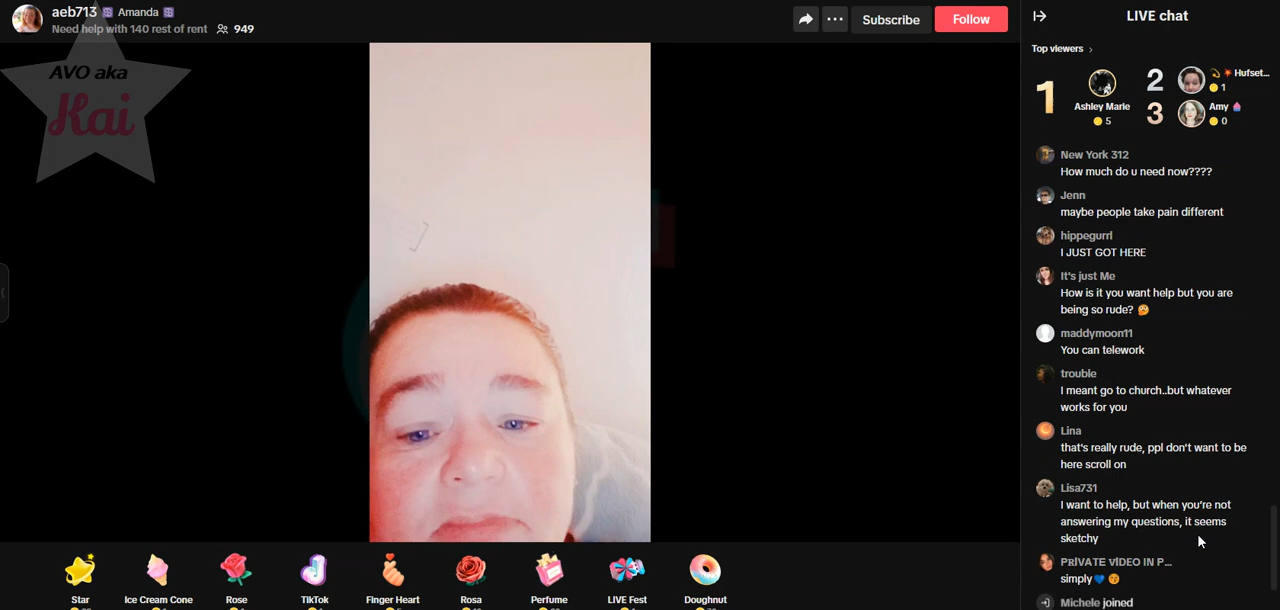 aeb713 Amanda
Need help with 140 rest of rent 949
Subscribe
Follow
AVO aka
Kai
LIVE chat
Top viewers
1
Ashley Marie
5
2
Hufset...
1
3
Amy
0
New York 312
How much do u need now????
Jenn
maybe people take pain different
hippegurrl
I JUST GOT HERE
It's just Me
How is it you want help but you are
being so rude?
maddymoon11
You can telework
trouble
I meant go to church..but whatever
works for you
Lina
that's really rude, ppl don't want to be
here scroll on
Lisa731
I want to help, but when you're not
answering my questions, it seems
sketchy
PRİVATE VİDEO IN P...
simply
Michele joined
Star
Ice Cream Cone
Rose
TikTok
Finger Heart
Rosa
Perfume
LIVE Fest
Doughnut